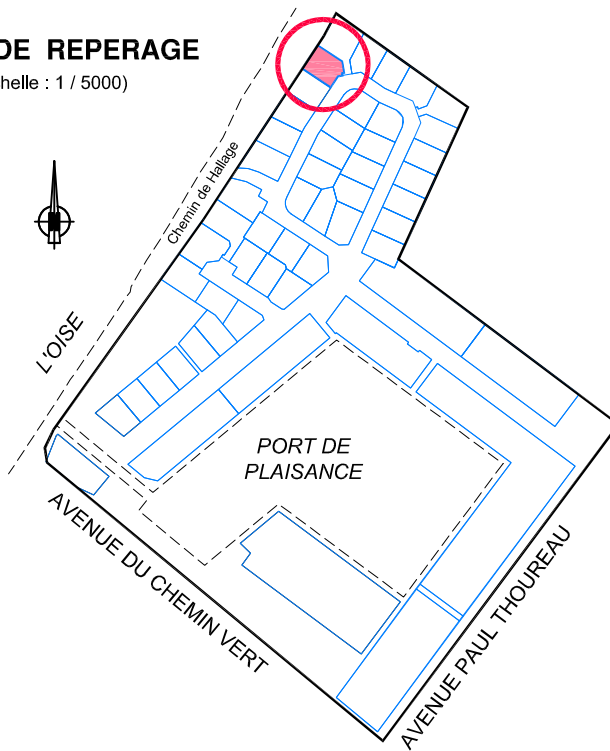 DE REPERAGE
helle : 1 / 5000)
Chemin de Hallage
L'OISE
PORT DE
PLAISANCE
AVENUE DU CHEMIN VERT
AVENUE PAUL THOUREAU